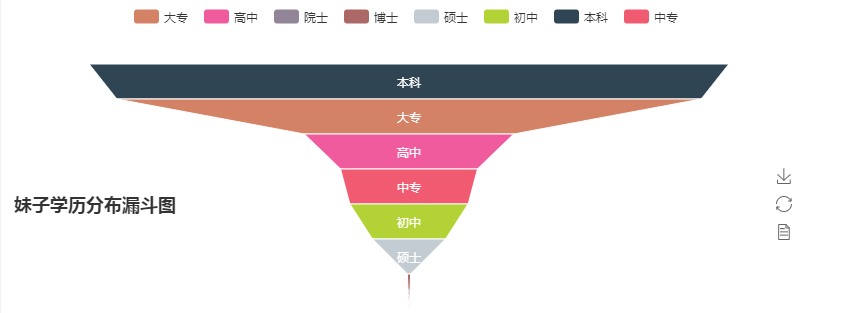 大专 高中 院士 博士 硕士 初中 本科 中专
本科
大专
高中
中专
妹子学历分布漏斗图
初中
硕士